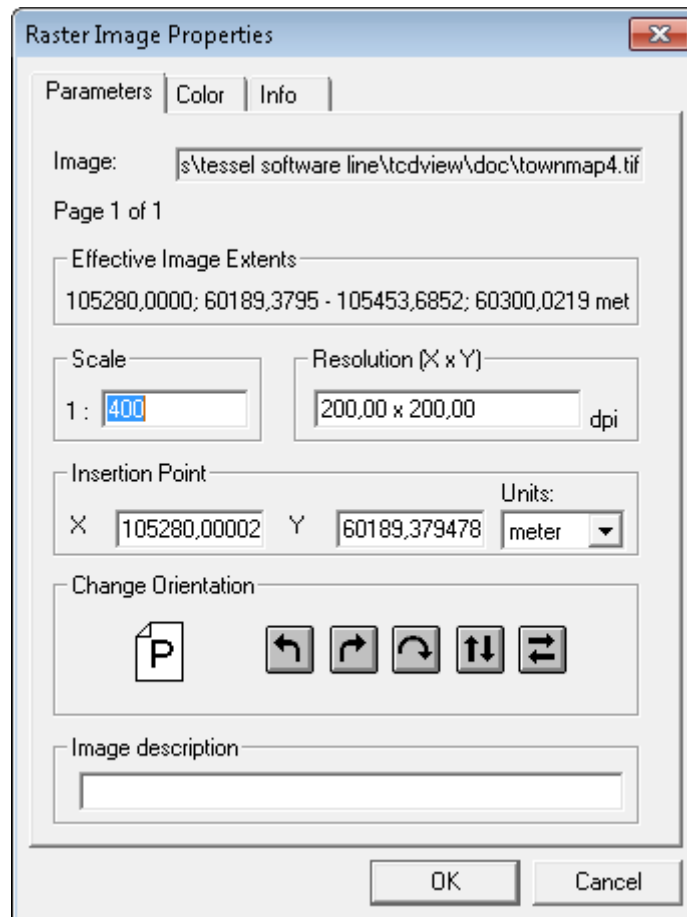 Raster Image Properties
Parameters Color Info
Image: s\tessel software line\tcdview\doc\townmap4.tif
Page 1 of 1
Effective Image Extents
105280,0000; 60189,3795 - 105453,6852; 60300,0219 met
Scale Resolution (X x Y)
1 : 400 200,00 x 200,00 dpi
Insertion Point
Units:
X 105280,00002 Y 60189,379478 meter
Change Orientation
P
Image description
OK Cancel